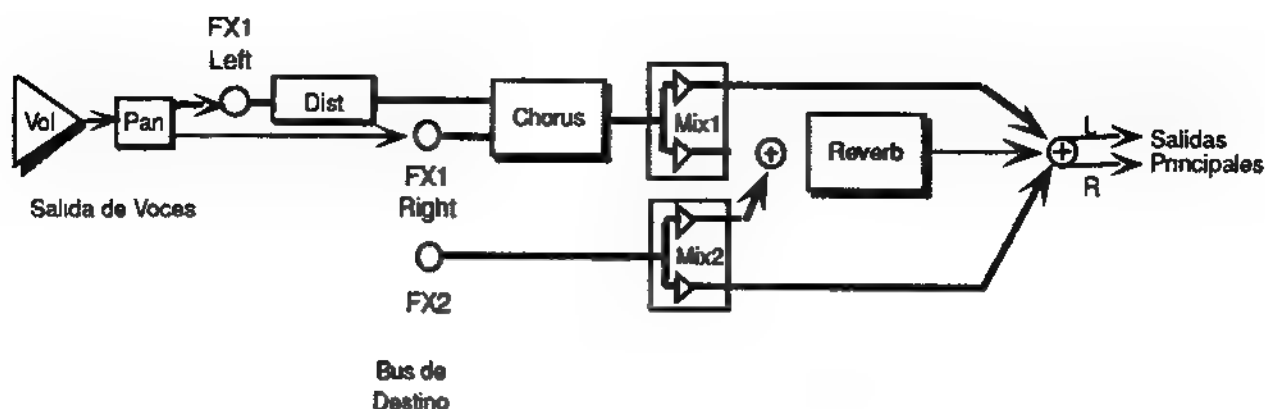 FX1
Left
Vol
Pan
Dist
Chorus
Mix1
Reverb
L
Salidas
Principales
R
FX1
Right
Salida de Voces
Mix2
FX2
Bus de
Destino